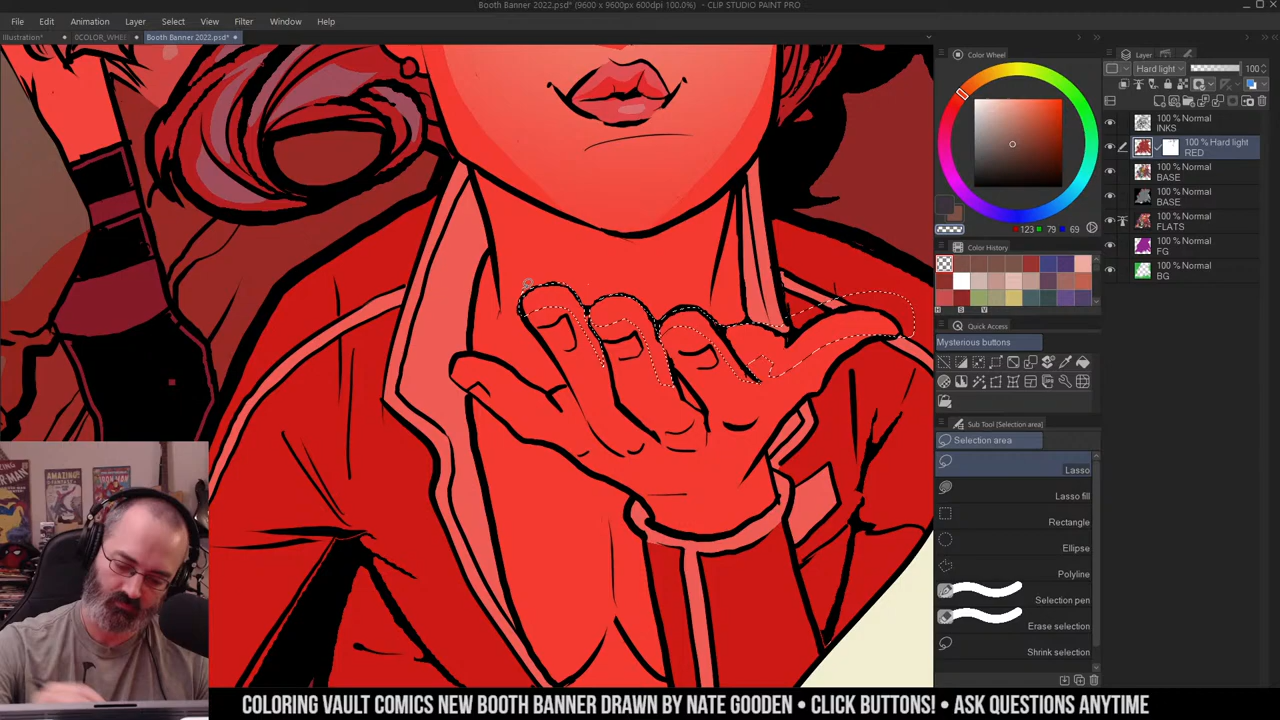 Booth Banner 2022.psd* (9600 x 9600px 600dpi 100.0%) - CLIP STUDIO PAINT PRO
File Edit Animation Layer Select View Filter Window Help
Illustration* 0COLOR_WHEE Booth Banner 2022.psd*
Color Wheel
123 79 69
Color History
H S V
Quick Access
Mysterious buttons
Sub Tool [Selection area]
Selection area
Lasso
Lasso fill
Rectangle
Ellipse
Polyline
Selection pen
Erase selection
Shrink selection
Layer
Hard light 100
100 % Normal
INKS
100 % Hard light
RED
100 % Normal
BASE
100 % Normal
BASE
100 % Normal
FLATS
100 % Normal
FG
100 % Normal
BG
AMAZING
COLORING VAULT COMICS NEW BOOTH BANNER DRAWN BY NATE GOODEN • CLICK BUTTONS! • ASK QUESTIONS ANYTIME